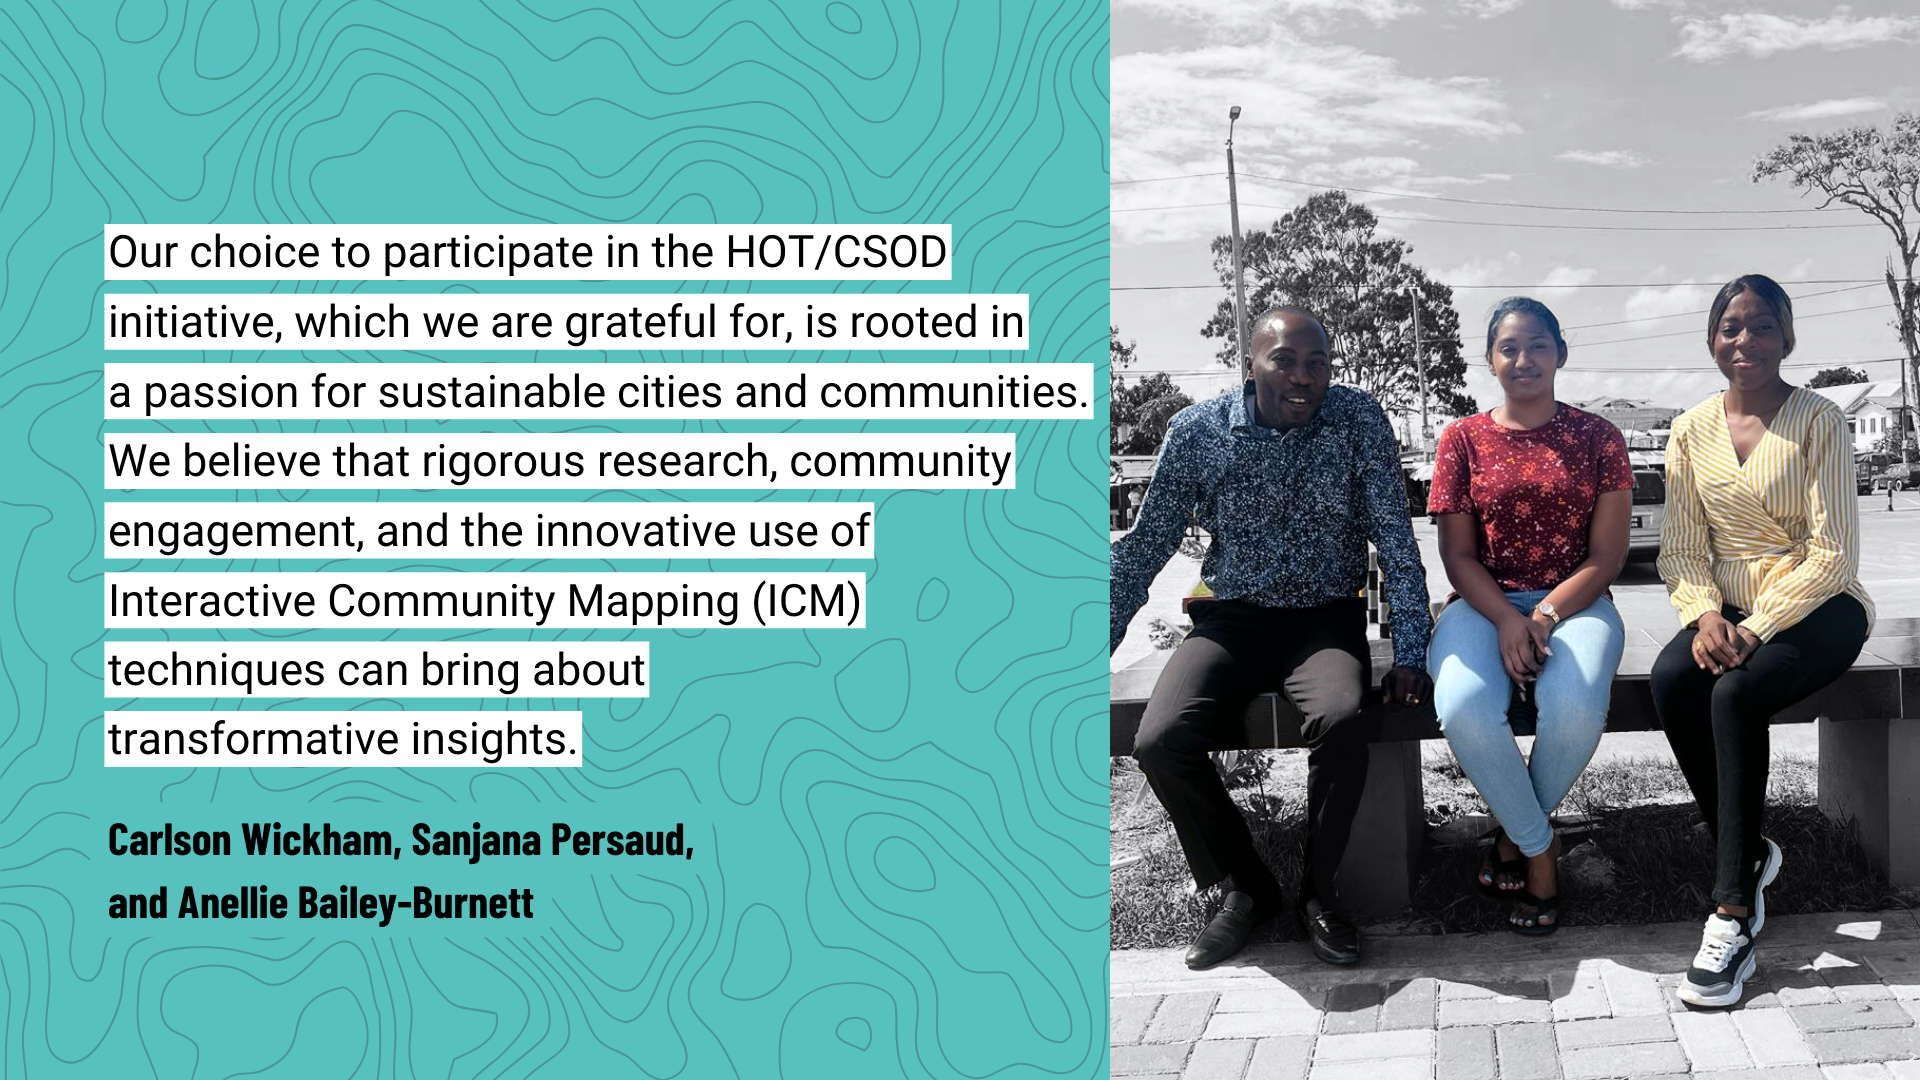 Our choice to participate in the HOT/CSOD
initiative, which we are grateful for, is rooted in
a passion for sustainable cities and communities.
We believe that rigorous research, community
engagement, and the innovative use of
Interactive Community Mapping (ICM)
techniques can bring about
transformative insights.
Carlson Wickham, Sanjana Persaud,
and Anellie Bailey-Burnett